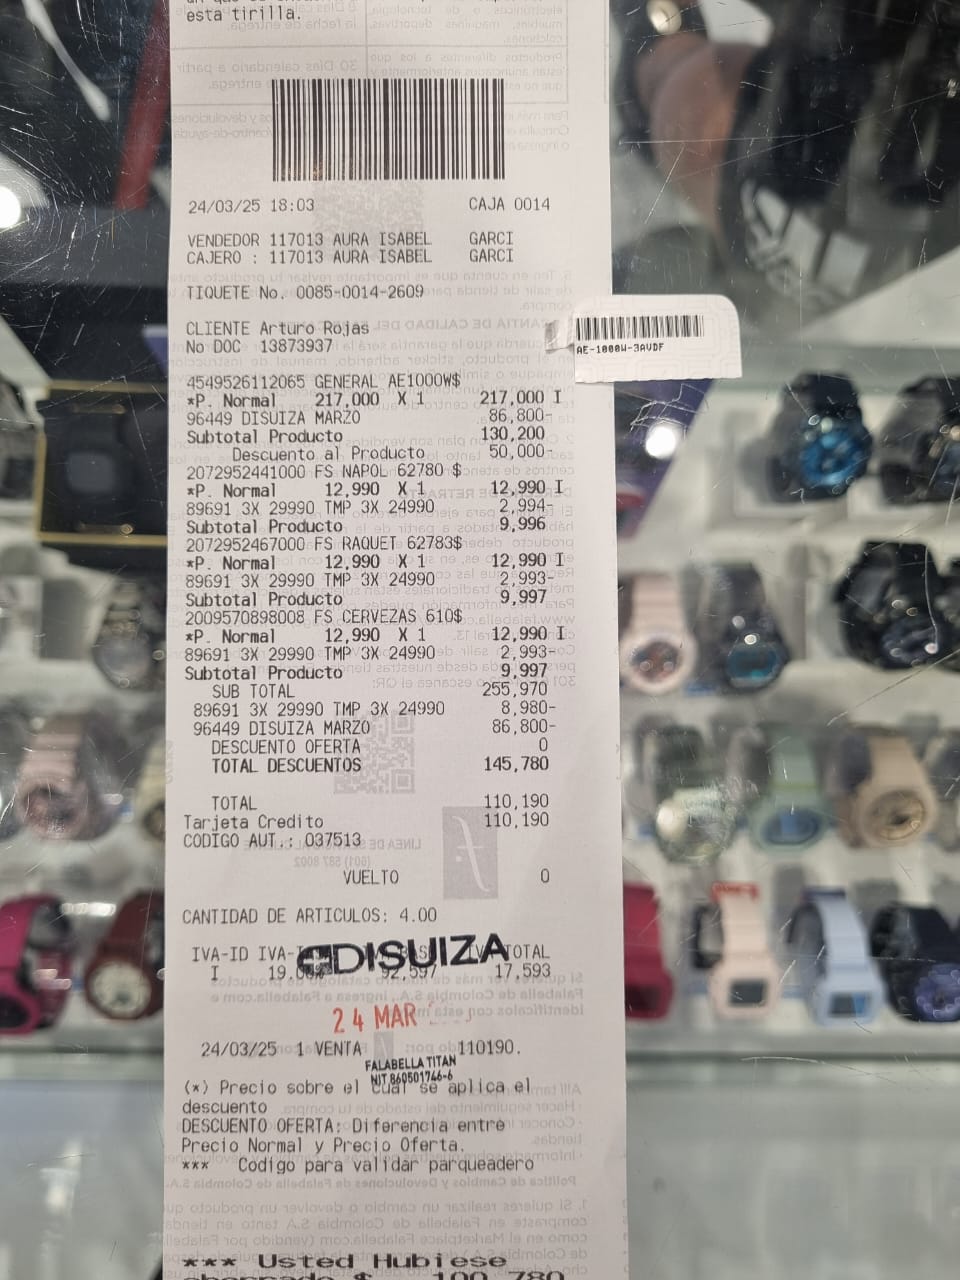 esta tirilla.
24/03/25 18:03 CAJA 0014
VENDEDOR 117013 AURA ISABEL GARCI
CAJERO : 117013 AURA ISABEL GARCI
TIQUETE No. 0085-0014-2609
CLIENTE Arturo Rojas
No DOC 13873937
AE-1000W-3AVDF
4549526112065 GENERAL AE1000W$
*P. Normal 217,000 X 1 217,000 I
96449 DISUIZA MARZO 86,800-
Subtotal Producto 130,200
Descuento al Producto 50,000-
2072952441000 FS NAPOL 62780 $
*P. Normal 12,990 X 1 12,990 I
89691 3X 29990 TMP 3X 24990 2,994-
Subtotal Producto 9,996
2072952467000 FS RAQUET 62783$
*P. Normal 12,990 X 1 12,990 I
89691 3X 29990 TMP 3X 24990 2,993-
Subtotal Producto 9,997
2009570898008 FS CERVEZAS 610$
*P. Normal 12,990 X 1 12,990 I
89691 3X 29990 TMP 3X 24990 2,993-
Subtotal Producto 9,997
SUB TOTAL 255,970
89691 3X 29990 TMP 3X 24990 8,980-
96449 DISUIZA MARZO 86,800-
DESCUENTO OFERTA 0
TOTAL DESCUENTOS 145,780
TOTAL 110,190
Tarjeta Credito 110,190
CODIGO AUT.: 037513
VUELTO 0
CANTIDAD DE ARTICULOS: 4.00
IVA-ID IVA- TOTAL
DISUIZA
I 19.00% 92,597 17,593
24 MAR
24/03/25 1 VENTA 110190.
FALABELLA TITAN
NIT 860501746-6
(*) Precio sobre el cual se aplica el
descuento
DESCUENTO OFERTA: Diferencia entre
Precio Normal y Precio Oferta.
*** Codigo para validar parqueadero
*** Usted Hubiese